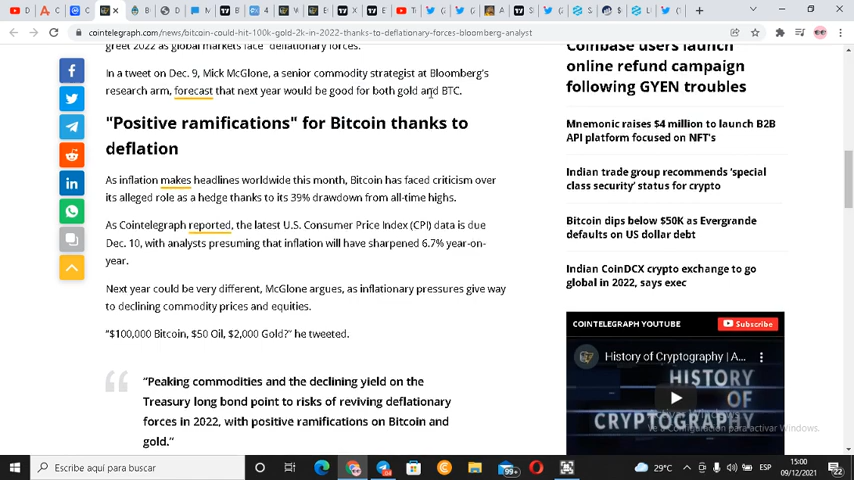 cointelegraph.com/news/bitcoin-could-hit-100k-gold-2k-in-2022-thanks-to-deflationary-forces-bloomberg-analyst
greet 2022 as global markets face "deflationary forces."
In a tweet on Dec. 9, Mick McGlone, a senior commodity strategist at Bloomberg's
research arm, forecast that next year would be good for both gold and BTC.
"Positive ramifications" for Bitcoin thanks to
deflation
As inflation makes headlines worldwide this month, Bitcoin has faced criticism over
its alleged role as a hedge thanks to its 39% drawdown from all-time highs.
As Cointelegraph reported, the latest U.S. Consumer Price Index (CPI) data is due
Dec. 10, with analysts presuming that inflation will have sharpened 6.7% year-on-
year.
Next year could be very different, McGlone argues, as inflationary pressures give way
to declining commodity prices and equities.
"$100,000 Bitcoin, $50 Oil, $2,000 Gold?" he tweeted.
"Peaking commodities and the declining yield on the
Treasury long bond point to risks of reviving deflationary
forces in 2022, with positive ramifications on Bitcoin and
gold."
Coinbase users launch
online refund campaign
following GYEN troubles
Mnemonic raises $4 million to launch B2B
API platform focused on NFT's
Indian trade group recommends 'special
class security' status for crypto
Bitcoin dips below $50K as Evergrande
defaults on US dollar debt
Indian CoinDCX crypto exchange to go
global in 2022, says exec
COINTELEGRAPH YOUTUBE
Subscribe
History of Cryptography | A...
HISTORY
OF
CRYPTOGRAPHY
Activar Windows
Ve a Configuración para activar Windows.
Escribe aquí para buscar
99+
29°C
ESP
15:00
09/12/2021
22